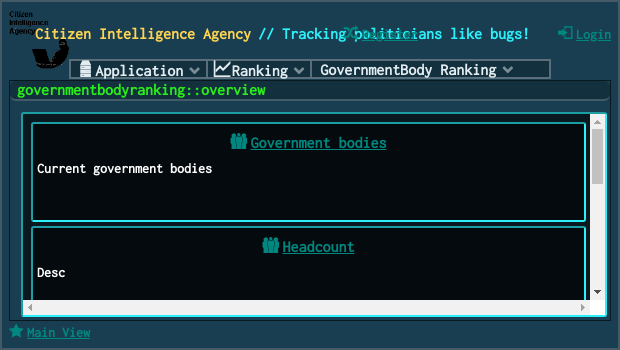 Citizen
Intelligence
Agency
Citizen Intelligence Agency // Tracking politicians like bugs!
Register
Login
Application
Ranking
GovernmentBody Ranking
governmentbodyranking::overview
Government bodies
Current government bodies
Headcount
Desc
Main View